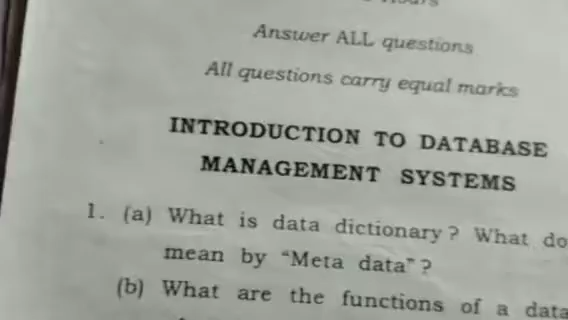 Answer ALL questions
All questions carry equal marks
INTRODUCTION TO DATABASE
MANAGEMENT SYSTEMS
1. (a) What is data dictionary ? What do
mean by “Meta data” ?
(b) What are the functions of a data